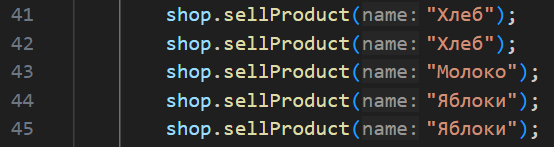 41 shop.sellProduct(name: "Хлеб");
42 shop.sellProduct(name: "Хлеб");
43 shop.sellProduct(name: "Молоко");
44 shop.sellProduct(name: "Яблоки");
45 shop.sellProduct(name: "Яблоки");